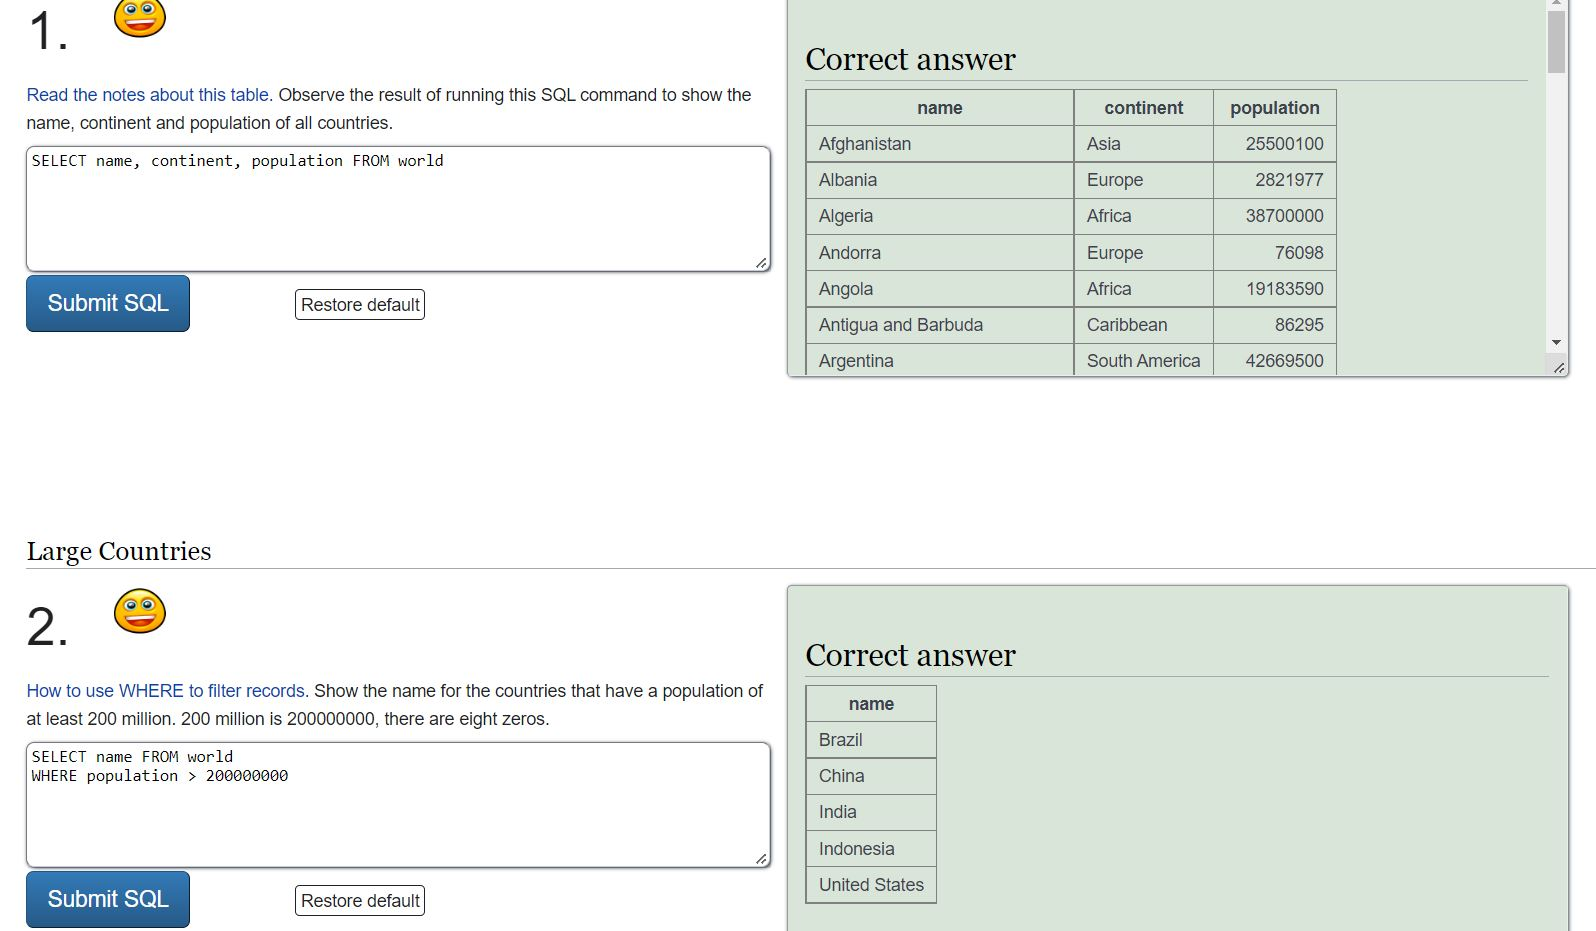 1.
Read the notes about this table. Observe the result of running this SQL command to show the
name, continent and population of all countries.
SELECT name, continent, population FROM world
Submit SQL
Restore default
Correct answer
name continent population
Afghanistan Asia 25500100
Albania Europe 2821977
Algeria Africa 38700000
Andorra Europe 76098
Angola Africa 19183590
Antigua and Barbuda Caribbean 86295
Argentina South America 42669500
Large Countries
2.
How to use WHERE to filter records. Show the name for the countries that have a population of
at least 200 million. 200 million is 200000000, there are eight zeros.
SELECT name FROM world
WHERE population > 200000000
Submit SQL
Restore default
Correct answer
name
Brazil
China
India
Indonesia
United States